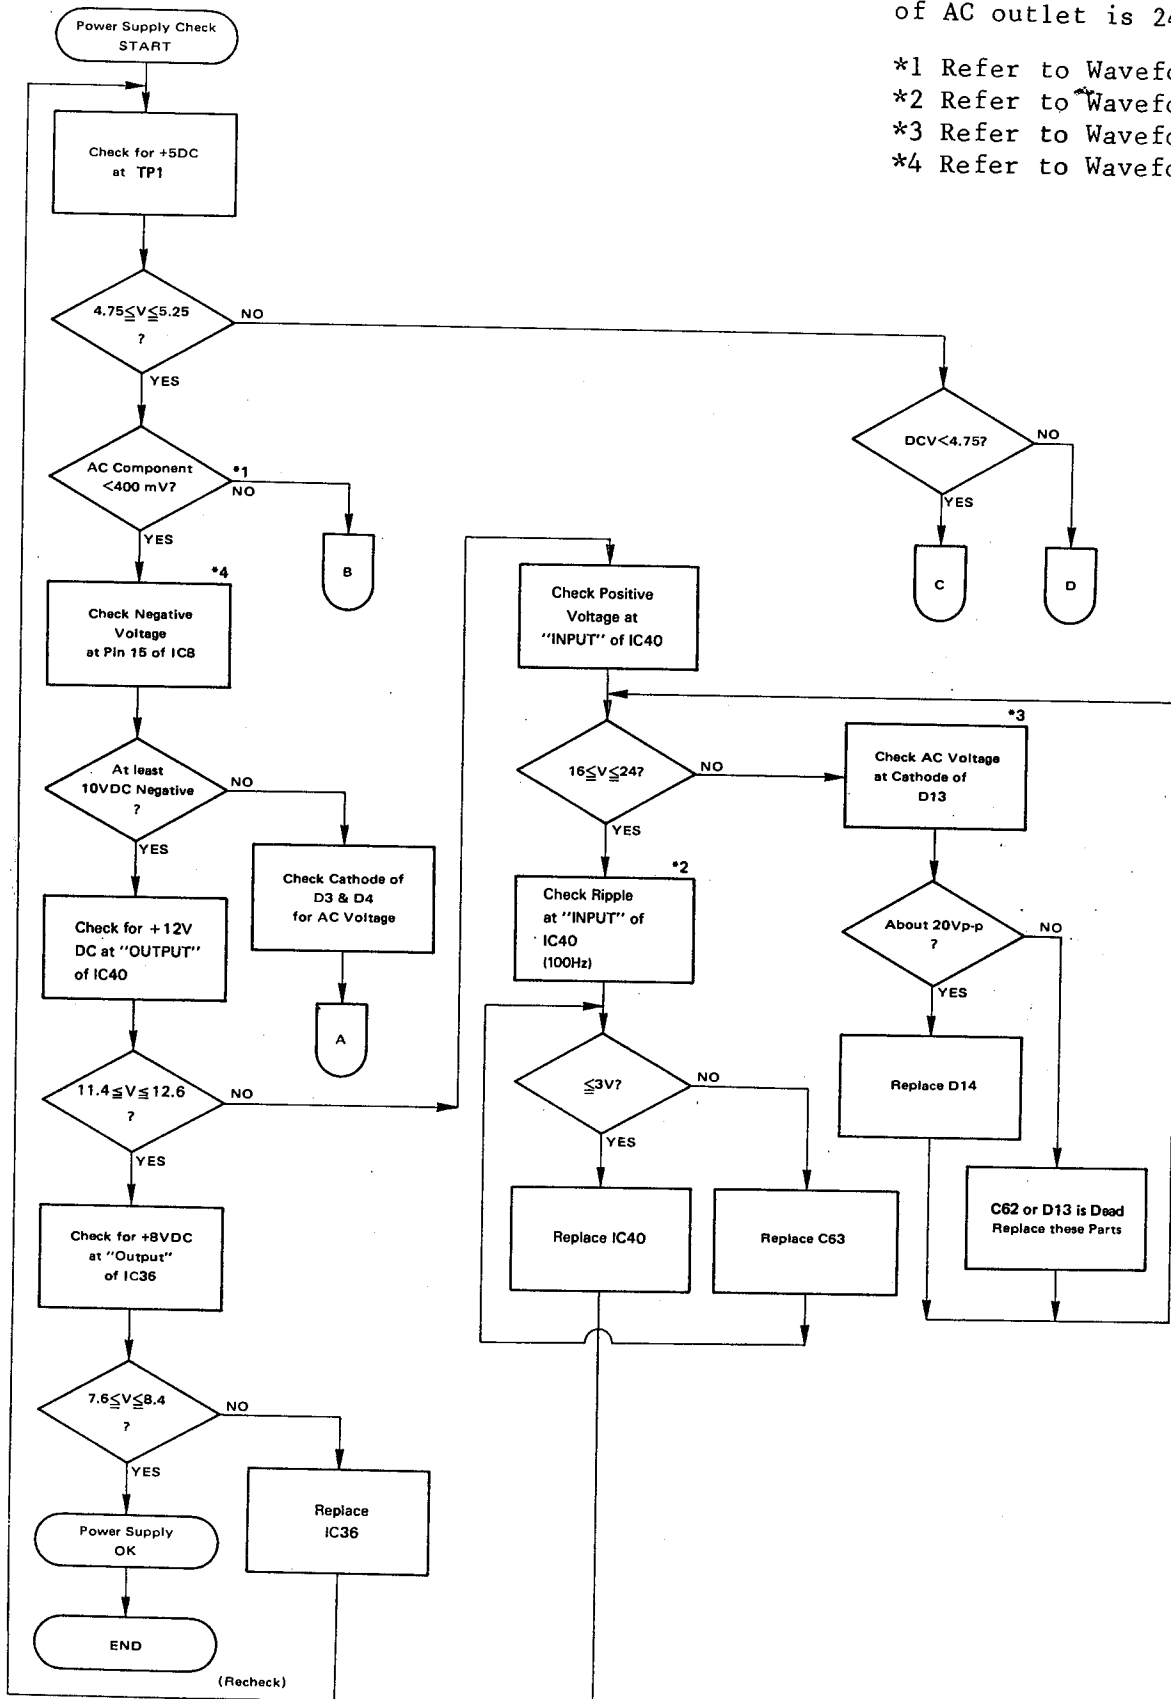 Power Supply Check
START
of AC outlet is 24
*1 Refer to Wavefo
*2 Refer to Wavefo
*3 Refer to Wavefo
*4 Refer to Wavefo
Check for +5DC
at TP1
4.75≦V≦5.25
?
NO
YES
DCV<4.75?
NO
YES
C
D
AC Component
<400 mV?
*1
NO
YES
B
*4
Check Negative
Voltage
at Pin 15 of IC8
At least
10VDC Negative
?
NO
YES
Check Cathode of
D3 & D4
for AC Voltage
A
Check for +12V
DC at "OUTPUT"
of IC40
11.4≦V≦12.6
?
NO
YES
Check for +8VDC
at "Output"
of IC36
7.6≦V≦8.4
?
NO
YES
Replace
IC36
Power Supply
OK
END
(Recheck)
Check Positive
Voltage at
"INPUT" of IC40
16≦V≦24?
NO
YES
*3
Check AC Voltage
at Cathode of
D13
*2
Check Ripple
at "INPUT" of
IC40
(100Hz)
About 20Vp-p
?
NO
YES
≦3V?
NO
YES
Replace D14
C62 or D13 is Dead
Replace these Parts
Replace IC40
Replace C63